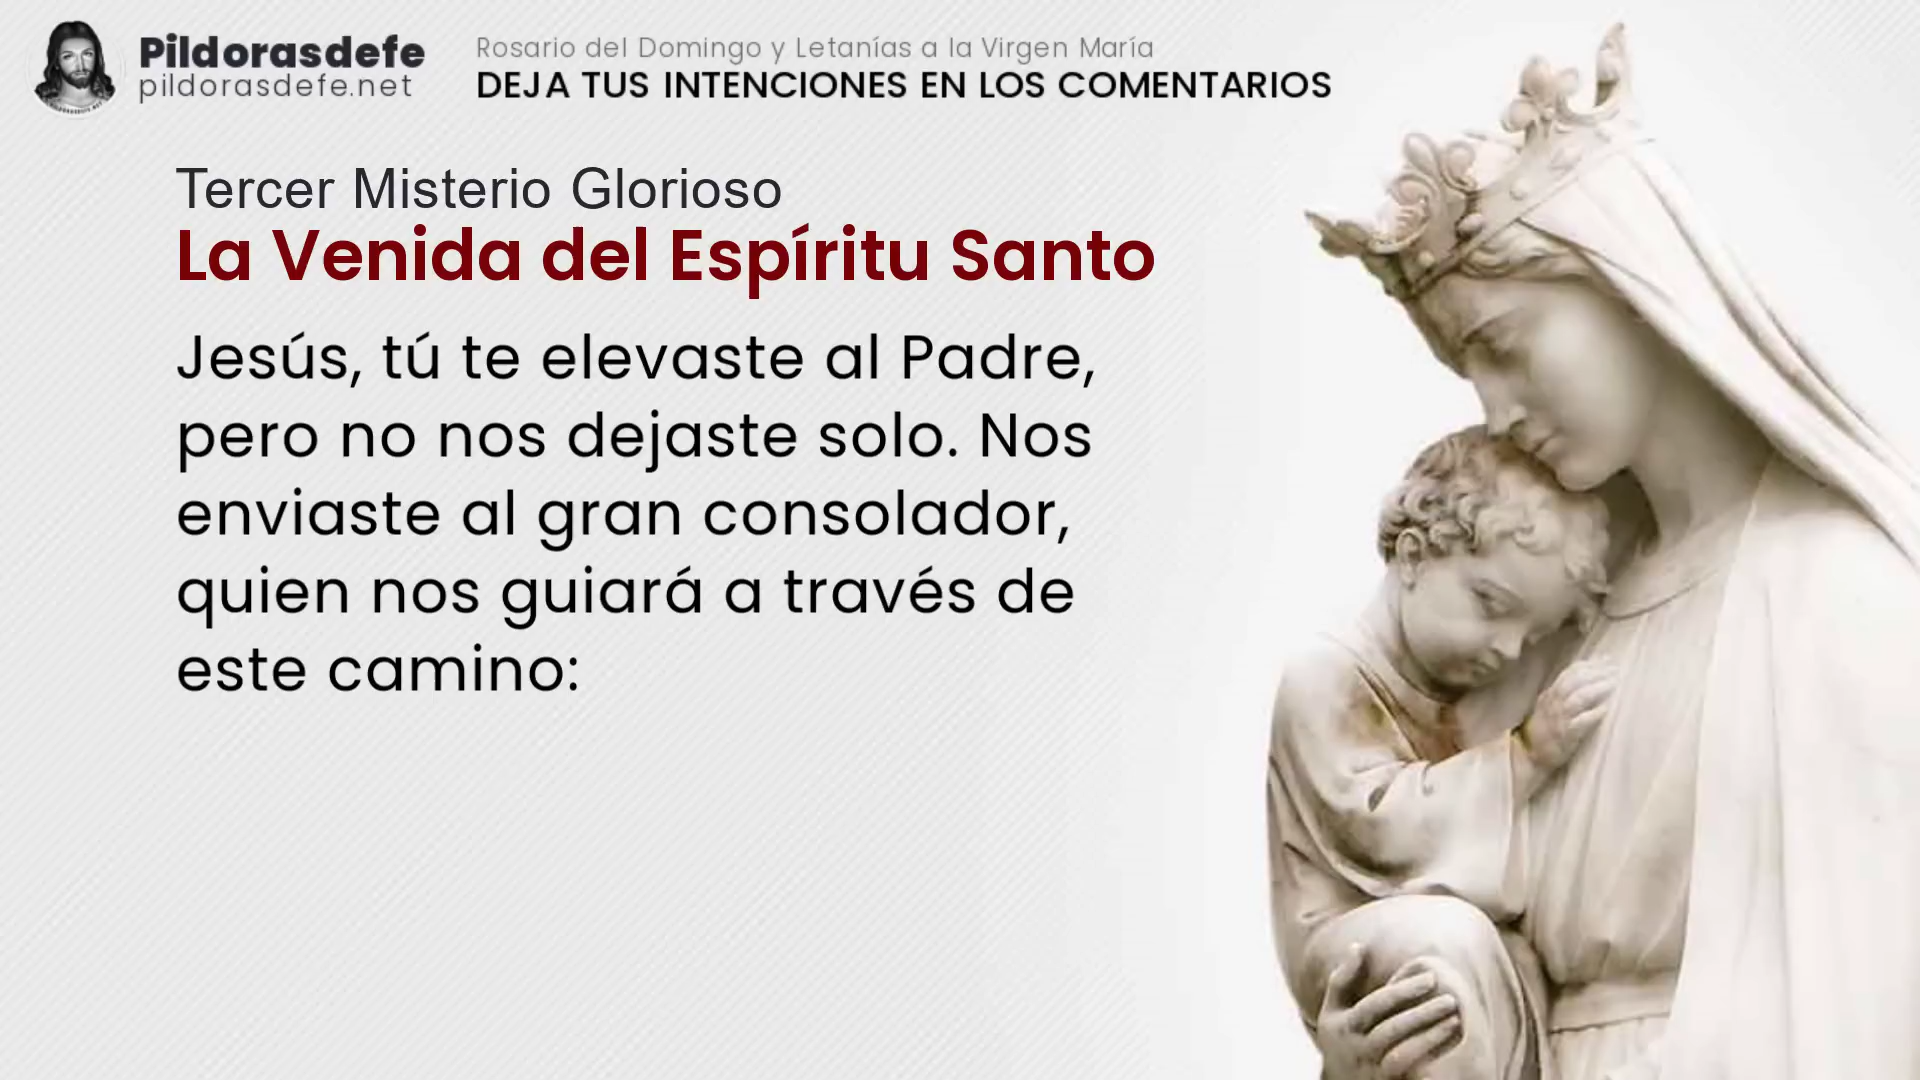 Pildorasdefe
pildorasdefe.net
Rosario del Domingo y Letanías a la Virgen María
DEJA TUS INTENCIONES EN LOS COMENTARIOS
Tercer Misterio Glorioso
La Venida del Espíritu Santo
Jesús, tú te elevaste al Padre,
pero no nos dejaste solo. Nos
enviaste al gran consolador,
quien nos guiará a través de
este camino: